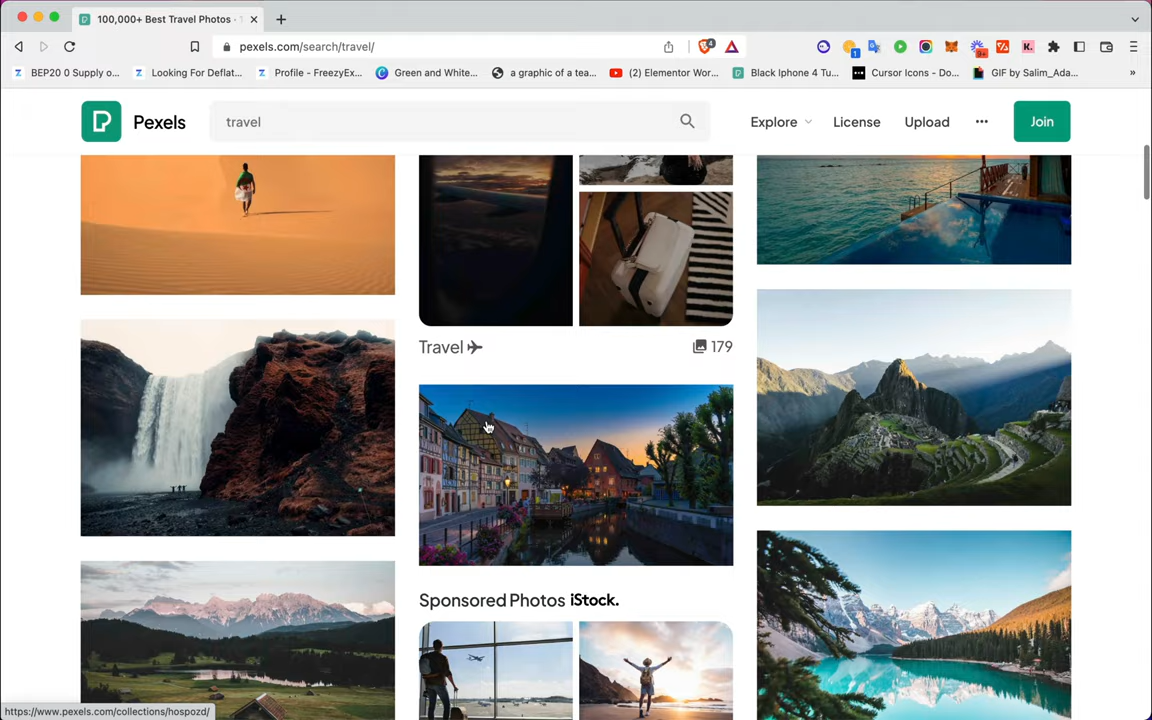 100,000+ Best Travel Photos ·
pexels.com/search/travel/
4
1
9+
K.
BEP20 0 Supply o...
Looking For Deflat...
Profile - FreezyEx...
Green and White...
a graphic of a tea...
(2) Elementor Wor...
Black Iphone 4 Tu...
Cursor Icons - Do...
GIF by Salim_Ada...
»
Pexels
travel
Explore
License
Upload
Join
Travel
179
Sponsored Photos iStock.
https://www.pexels.com/collections/hospozd/